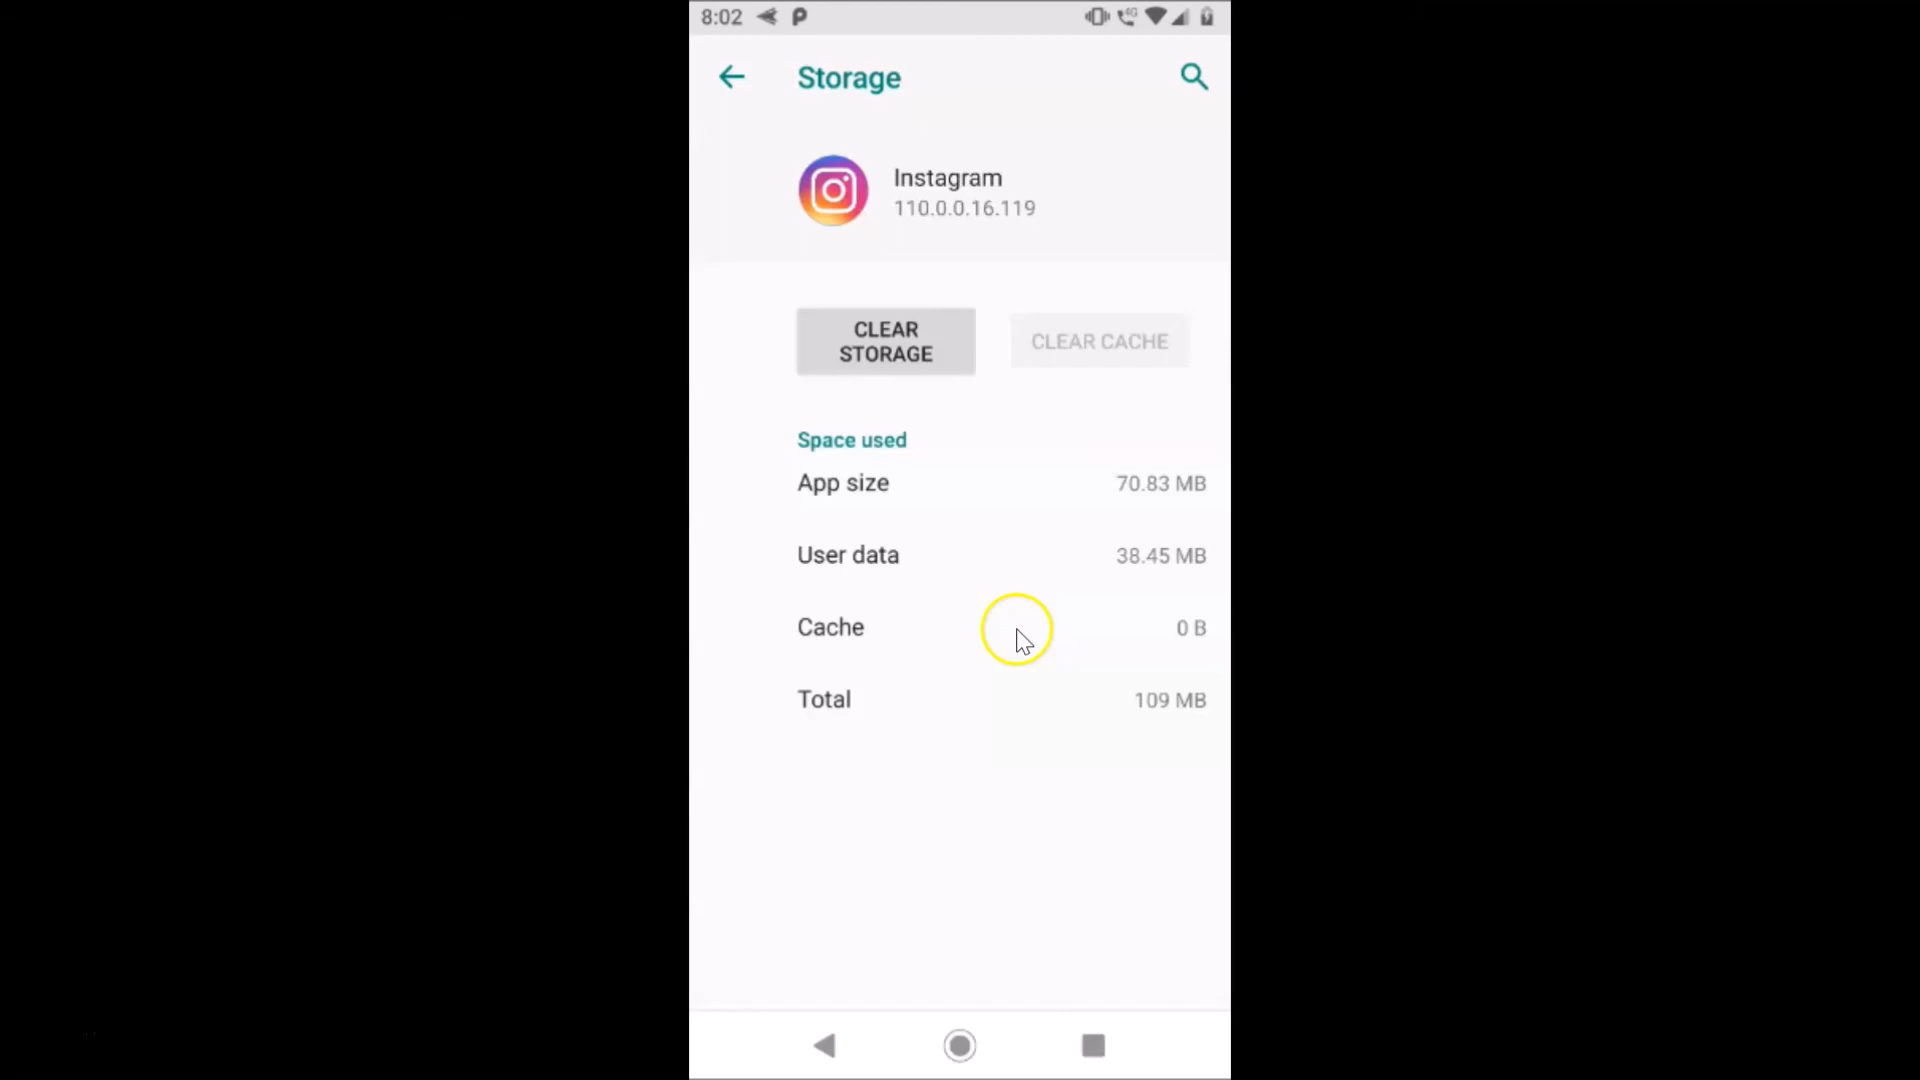 8:02
4G
Storage
Instagram
110.0.0.16.119
CLEAR
STORAGE
CLEAR CACHE
Space used
App size 70.83 MB
User data 38.45 MB
Cache 0 B
Total 109 MB